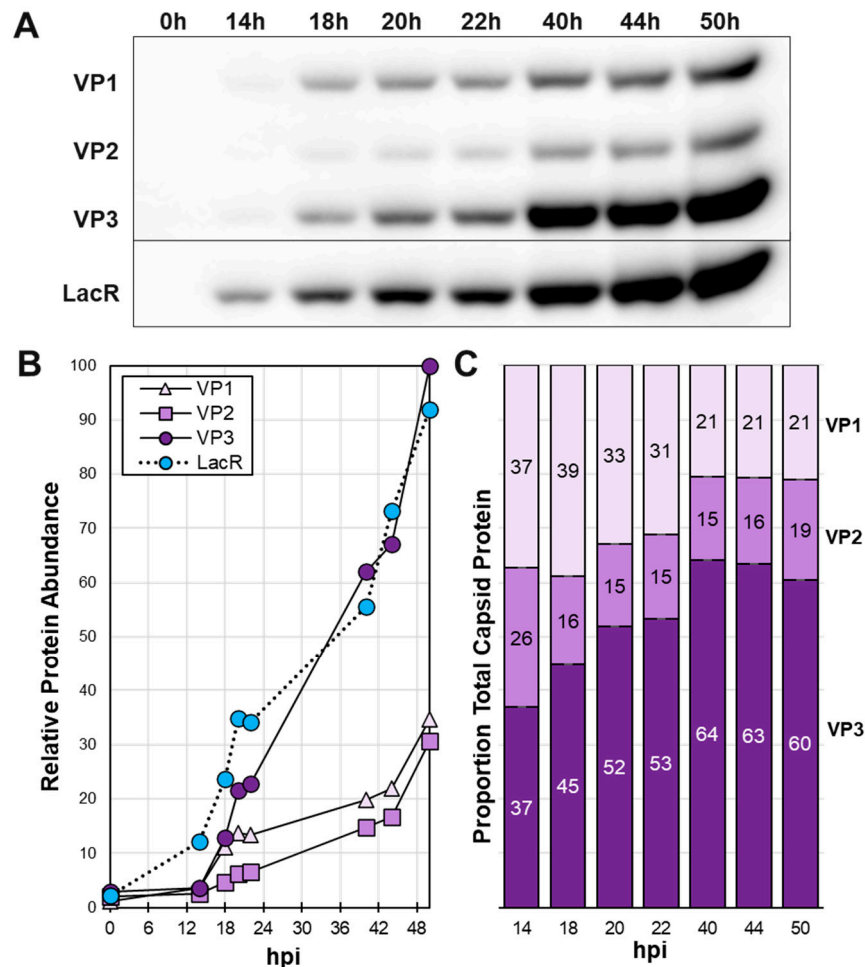 A
0h 14h 18h 20h 22h 40h 44h 50h
VP1
VP2
VP3
LacR
B
Relative Protein Abundance
100
90
80
70
60
50
40
30
20
10
0
VP1
VP2
VP3
LacR
0 6 12 18 24 30 36 42 48
hpi
C
Proportion Total Capsid Protein
37 39 33 31 21 21 21
26 16 15 15 15 16 19
37 45 52 53 64 63 60
VP1
VP2
VP3
14 18 20 22 40 44 50
hpi